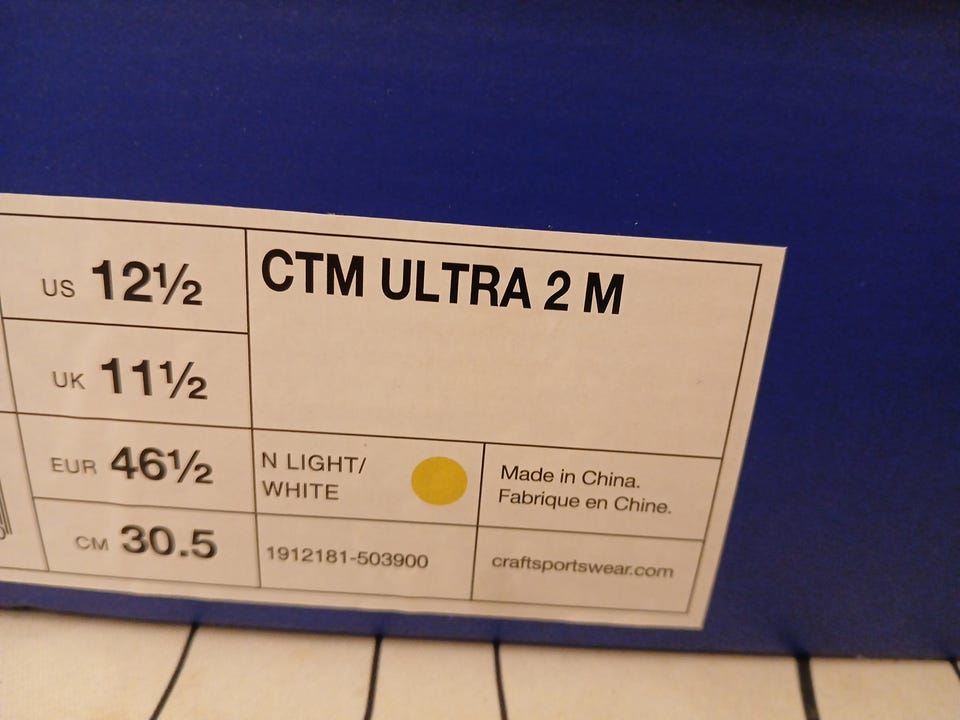 US 12½
UK 11½
EUR 46½
CM 30.5
CTM ULTRA 2 M
N LIGHT/
WHITE
1912181-503900
Made in China.
Fabrique en Chine.
craftsportswear.com